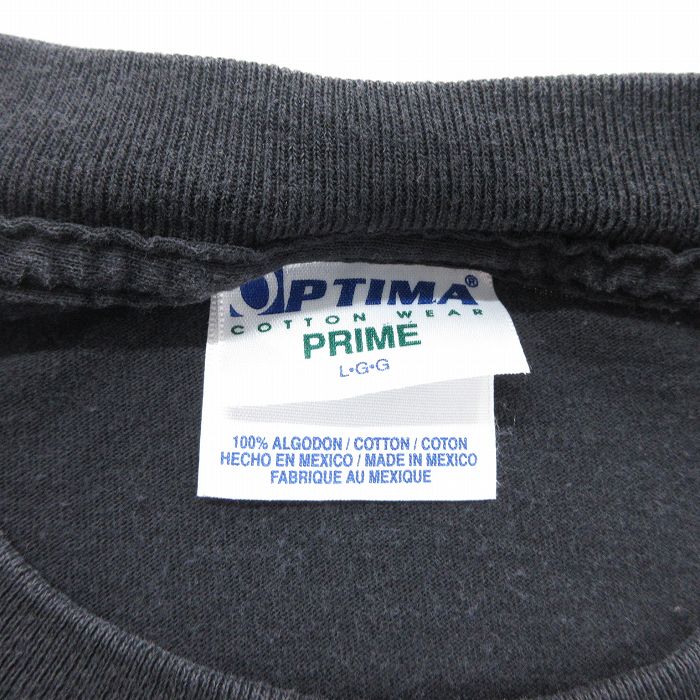 OPTIMA®
COTTON WEAR
PRIME
L•G•G
100% ALGODON / COTTON / COTON
HECHO EN MEXICO / MADE IN MEXICO
FABRIQUE AU MEXIQUE